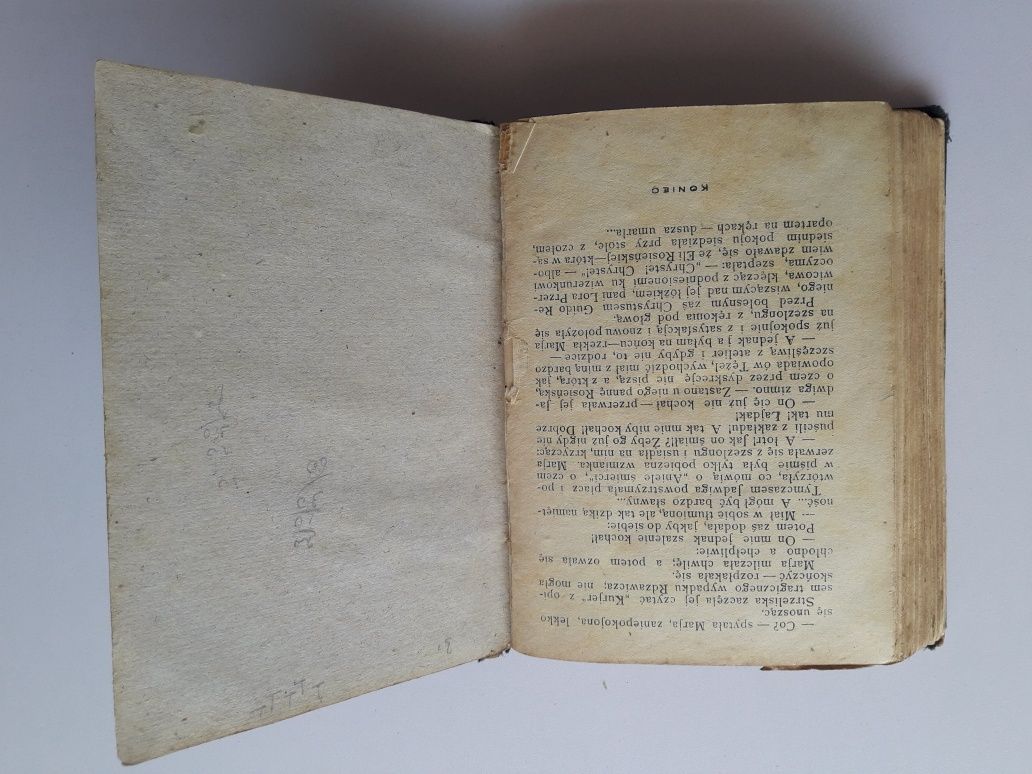 — Co? — spytała Marja, zaniepokojona, lekko
się unosząc.
Strzeliska zaczęła jej czytać „Kurjer" z opi-
sem tragicznego wypadku Rdzawicza; nie mogła
skończyć — rozpłakała się.
Marja milczała chwilę; a potem ozwała się
chłodno a chełpliwie:
— On mnie jednak szalenie kochał!
Potem zaś dodała, jakby do siebie:
— Miał w sobie tłumioną, ale tak dziką namięt-
ność... A mógł być bardzo sławny...
Tymczasem Jadwiga powstrzymała płacz i po-
wtórzyła, co mówią o „Aniele śmierci", o czem
w piśmie była tylko pobieżna wzmianka. Marja
zerwała się z szezlongu i usiadła na nim, krzycząc:
— A łotr! Jak on śmiał! Żeby go już nigdy nie
puścili z zakładu! A tak mnie niby kochał! Dobrze
mu tak! Łajdak!
— On cię już nie kochał — przerwała jej Ja-
dwiga zimno. — Zastano u niego pannę Rosieńską,
o czem przez dyskrecję nie piszą, a z którą, jak
opowiada ów Tężel, wychodzić miał z miną bardzo
szczęśliwą z atelier i gdyby nie to, rodzice —
— A jednak ja byłam na końcu—rzekła Marja
już spokojnie i z satysfakcją i znowu położyła się
na szezlongu, z rękoma pod głową.
Przed bolesnym zaś Chrystusem Guido Re-
niego, wiszącym nad jej łóżkiem, pani Lora Przer-
wicowa, klęcząc z podniesionemi ku wizerunkowi
oczyma, szeptała: — „Chryste! Chryste!" — albo-
wiem zdawało się, że Eli Rosieńskiej—która w są-
siednim pokoju siedziała przy stole, z czołem,
opartem na rękach — dusza umarła...
KONIEC